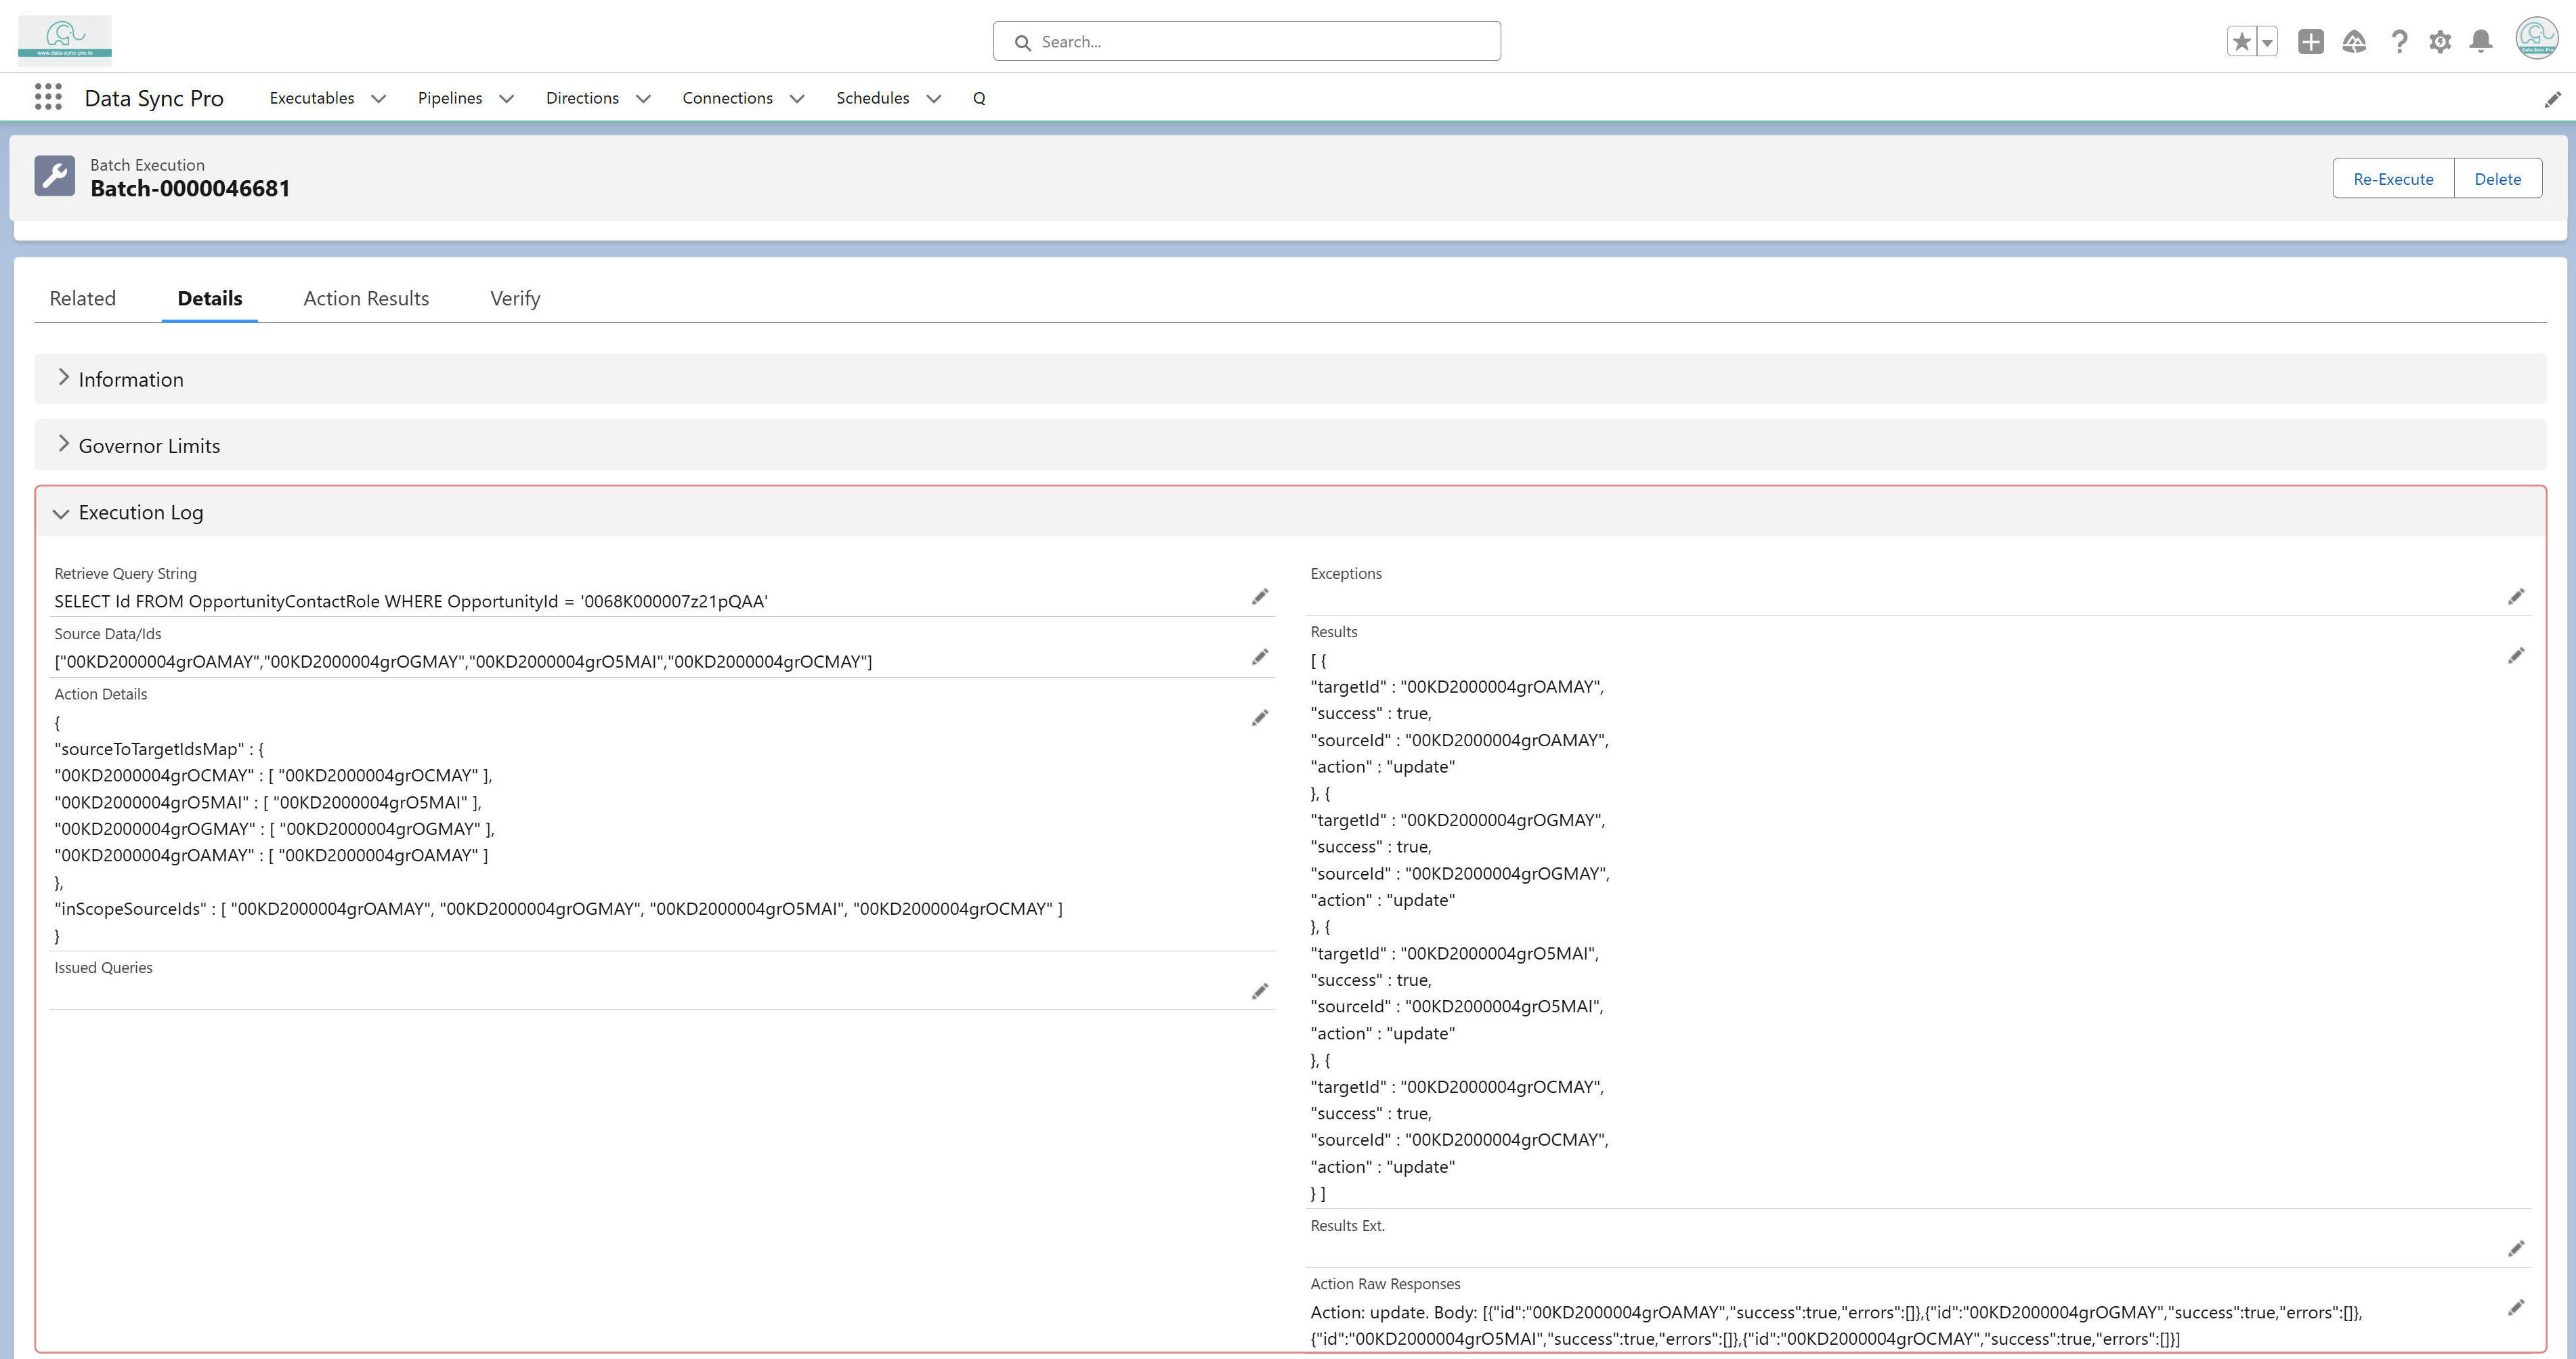 www.data-sync-pro.io
Search...
Data Sync Pro
Executables
Pipelines
Directions
Connections
Schedules
Q
Batch Execution
Batch-0000046681
Re-Execute
Delete
Related
Details
Action Results
Verify
Information
Governor Limits
Execution Log
Retrieve Query String
SELECT Id FROM OpportunityContactRole WHERE OpportunityId = '0068K000007z21pQAA'
Source Data/Ids
["00KD2000004grOAMAY","00KD2000004grOGMAY","00KD2000004grO5MAI","00KD2000004grOCMAY"]
Action Details
{
"sourceToTargetIdsMap" : {
"00KD2000004grOCMAY" : [ "00KD2000004grOCMAY" ],
"00KD2000004grO5MAI" : [ "00KD2000004grO5MAI" ],
"00KD2000004grOGMAY" : [ "00KD2000004grOGMAY" ],
"00KD2000004grOAMAY" : [ "00KD2000004grOAMAY" ]
},
"inScopeSourceIds" : [ "00KD2000004grOAMAY", "00KD2000004grOGMAY", "00KD2000004grO5MAI", "00KD2000004grOCMAY" ]
}
Issued Queries
Exceptions
Results
[ {
"targetId" : "00KD2000004grOAMAY",
"success" : true,
"sourceId" : "00KD2000004grOAMAY",
"action" : "update"
}, {
"targetId" : "00KD2000004grOGMAY",
"success" : true,
"sourceId" : "00KD2000004grOGMAY",
"action" : "update"
}, {
"targetId" : "00KD2000004grO5MAI",
"success" : true,
"sourceId" : "00KD2000004grO5MAI",
"action" : "update"
}, {
"targetId" : "00KD2000004grOCMAY",
"success" : true,
"sourceId" : "00KD2000004grOCMAY",
"action" : "update"
} ]
Results Ext.
Action Raw Responses
Action: update. Body: [{"id":"00KD2000004grOAMAY","success":true,"errors":[]},{"id":"00KD2000004grOGMAY","success":true,"errors":[]},
{"id":"00KD2000004grO5MAI","success":true,"errors":[]},{"id":"00KD2000004grOCMAY","success":true,"errors":[]}]